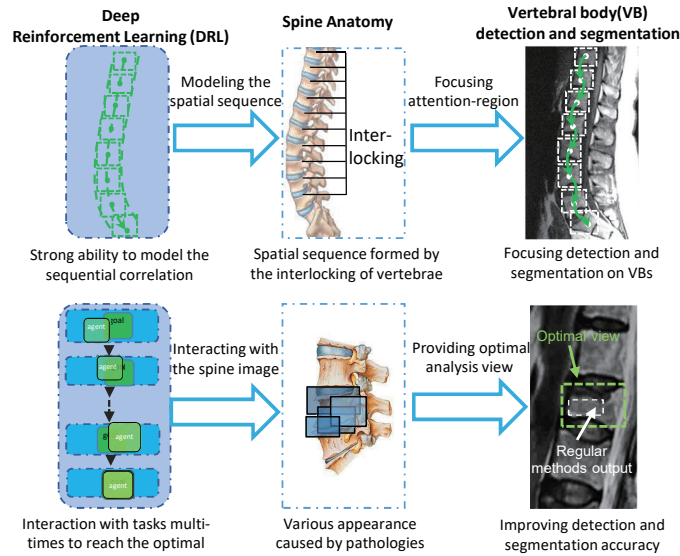 Deep
Reinforcement Learning (DRL)
Spine Anatomy
Vertebral body(VB)
detection and segmentation
Modeling the
spatial sequence
Inter-
locking
Focusing
attention-region
Strong ability to model the
sequential correlation
Spatial sequence formed by
the interlocking of vertebrae
Focusing detection and
segmentation on VBs
goal
agent
agent
agent
agent
Interacting with
the spine image
Providing optimal
analysis view
Optimal view
Regular
methods output
Interaction with tasks multi-
times to reach the optimal
Various appearance
caused by pathologies
Improving detection and
segmentation accuracy